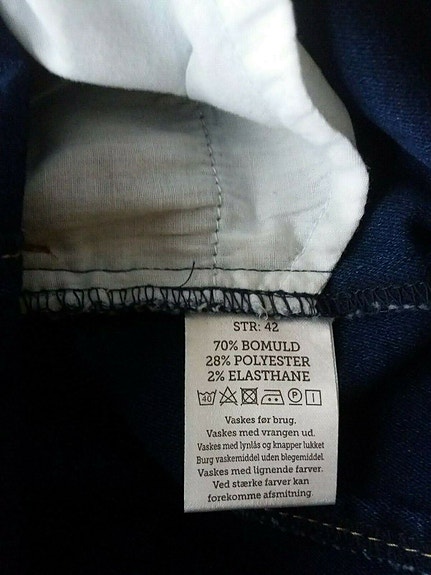 STR: 42
70% BOMULD
28% POLYESTER
2% ELASTHANE
40 P
Vaskes før brug.
Vaskes med vrangen ud.
Vaskes med lynlås og knapper lukket
Burg vaskemiddel uden blegemiddel.
Vaskes med lignende farver.
Ved stærke farver kan
forekomme afsmitning